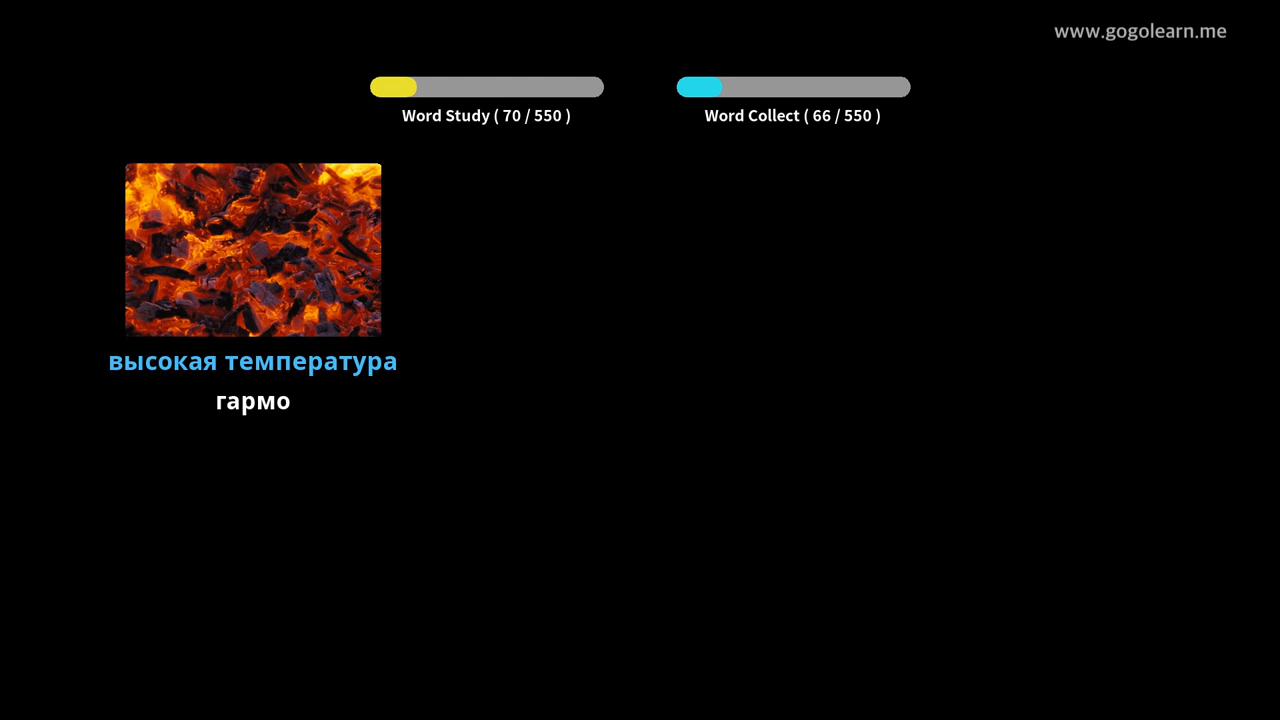 www.gogolearn.me
Word Study ( 70 / 550 )
Word Collect ( 66 / 550 )
высокая температура
гармо